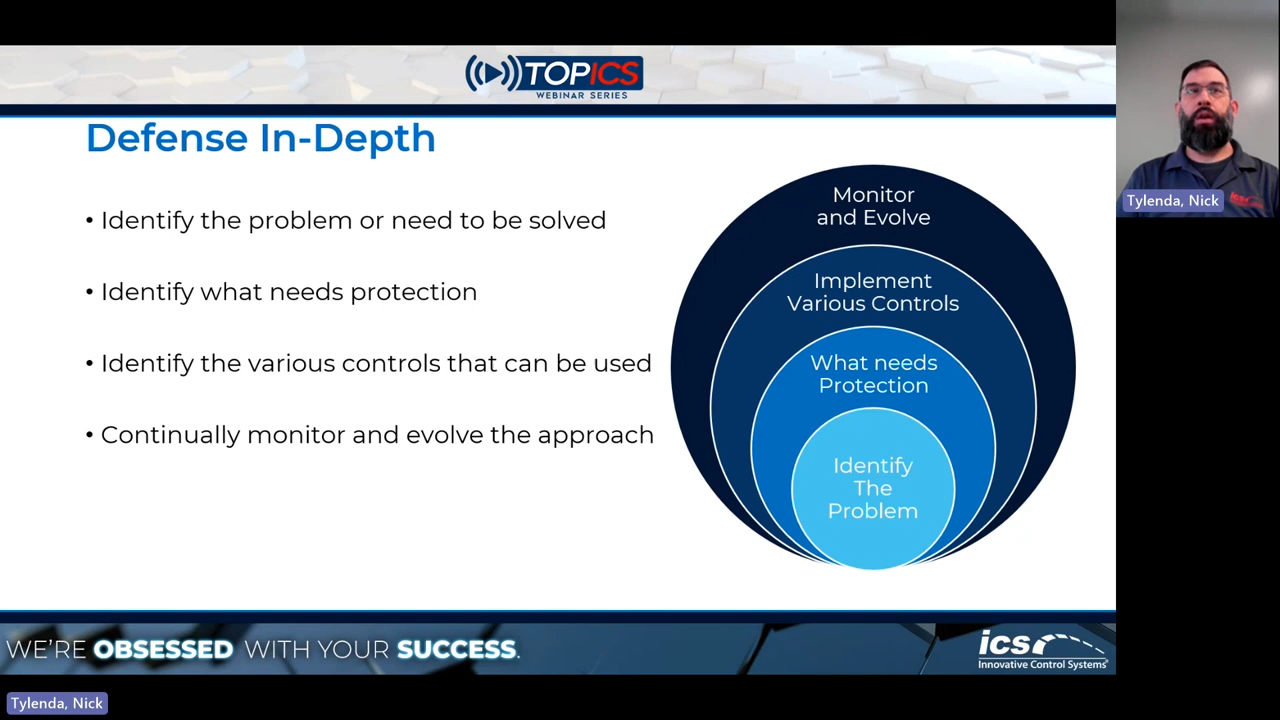 TOPICS
WEBINAR SERIES
Defense In-Depth
• Identify the problem or need to be solved
• Identify what needs protection
• Identify the various controls that can be used
• Continually monitor and evolve the approach
Monitor
and Evolve
Implement
Various Controls
What needs
Protection
Identify
The
Problem
WE'RE OBSESSED WITH YOUR SUCCESS.
ics
Innovative Control Systems®
Tylenda, Nick
Tylenda, Nick